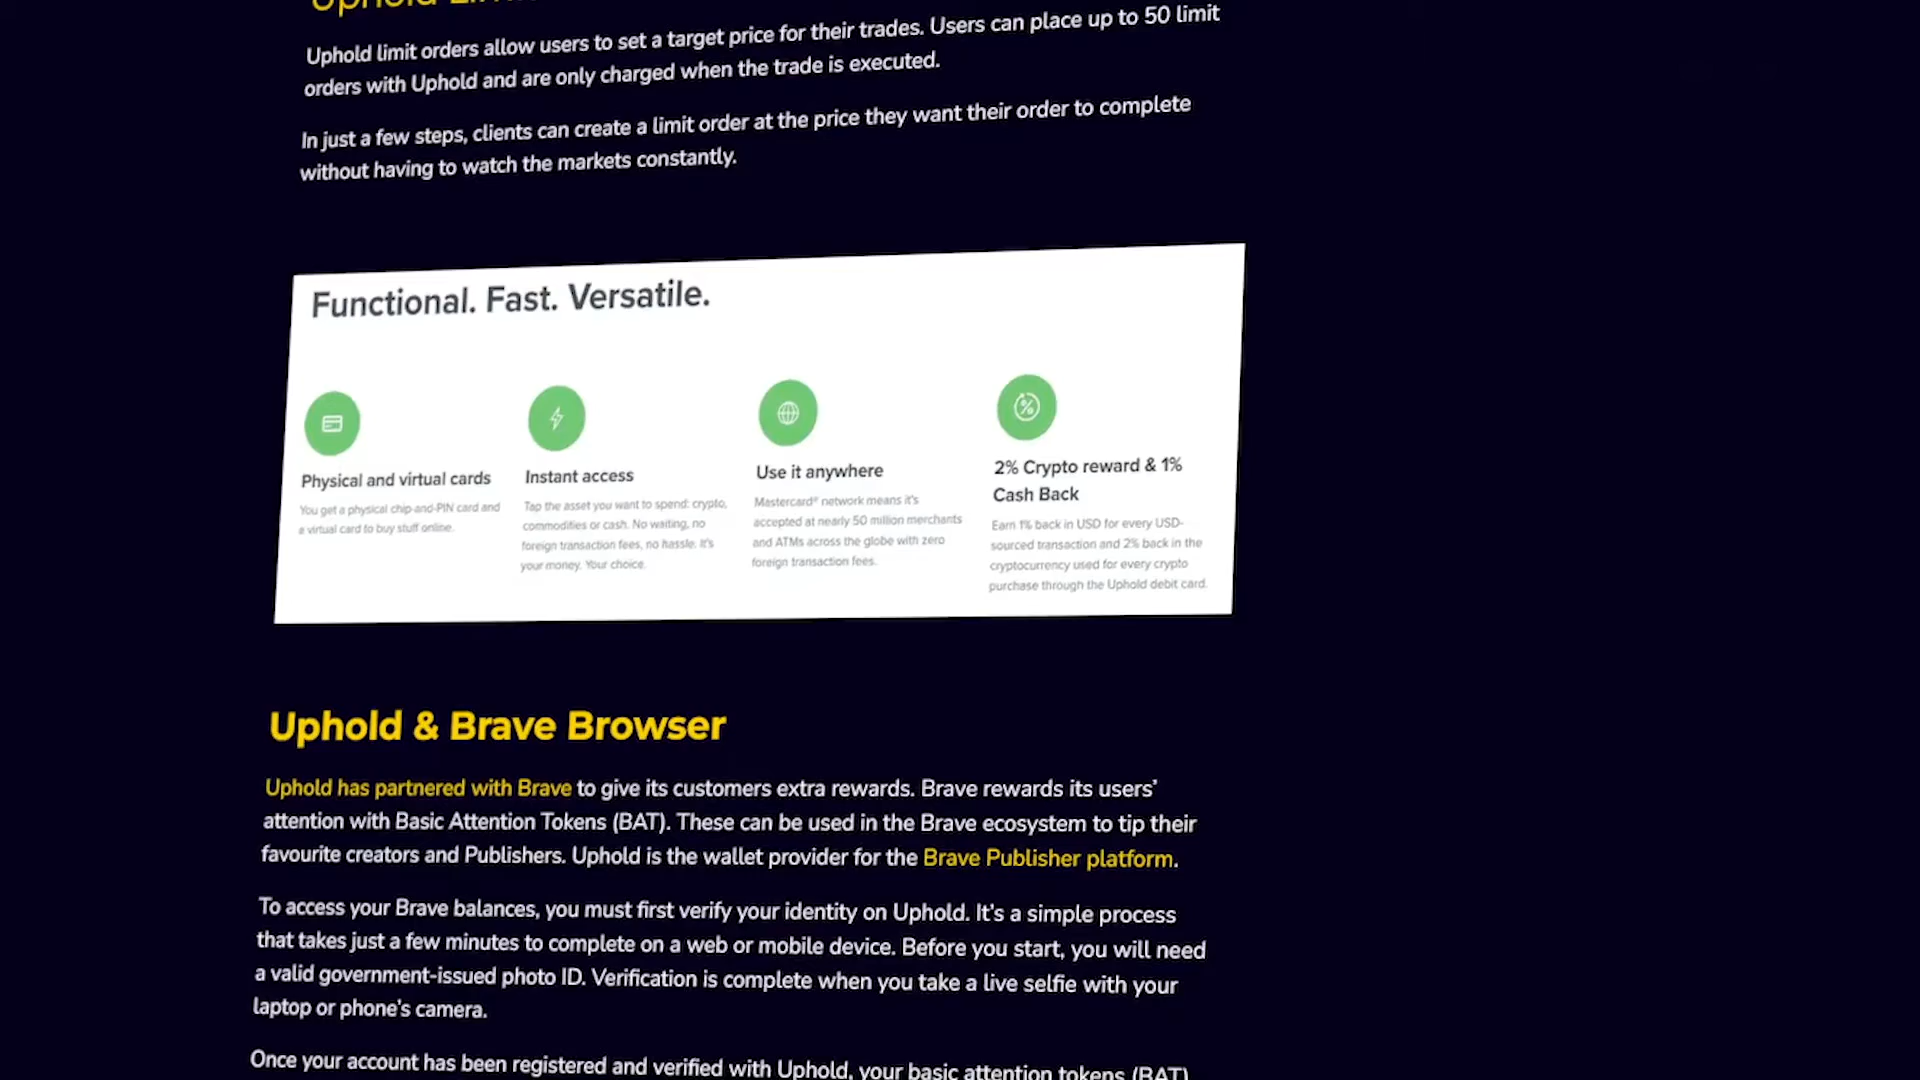 Uphold Limi
Uphold limit orders allow users to set a target price for their trades. Users can place up to 50 limit
orders with Uphold and are only charged when the trade is executed.
In just a few steps, clients can create a limit order at the price they want their order to complete
without having to watch the markets constantly.
Functional. Fast. Versatile.
Physical and virtual cards
You get a physical chip-and-PIN card and
a virtual card to buy stuff online.
Instant access
Tap the asset you want to spend: crypto,
commodities or cash. No waiting, no
foreign transaction fees, no hassle. It's
your money. Your choice.
Use it anywhere
Mastercard® network means it's
accepted at nearly 50 million merchants
and ATMs across the globe with zero
foreign transaction fees.
2% Crypto reward & 1%
Cash Back
Earn 1% back in USD for every USD-
sourced transaction and 2% back in the
cryptocurrency used for every crypto
purchase through the Uphold debit card.
Uphold & Brave Browser
Uphold has partnered with Brave to give its customers extra rewards. Brave rewards its users’
attention with Basic Attention Tokens (BAT). These can be used in the Brave ecosystem to tip their
favourite creators and Publishers. Uphold is the wallet provider for the Brave Publisher platform.
To access your Brave balances, you must first verify your identity on Uphold. It’s a simple process
that takes just a few minutes to complete on a web or mobile device. Before you start, you will need
a valid government-issued photo ID. Verification is complete when you take a live selfie with your
laptop or phone’s camera.
Once your account has been registered and verified with Uphold, your basic attention tokens (BAT)